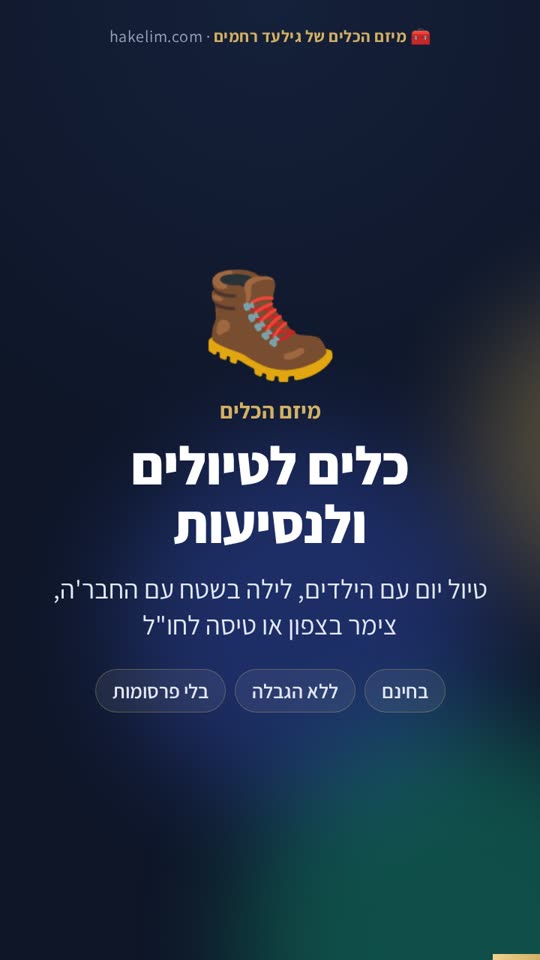 🧰 מיזם הכלים של גילעד רחמים · hakelim.com
מיזם הכלים
כלים לטיולים
ולנסיעות
טיול יום עם הילדים, לילה בשטח עם החבר'ה,
צימר בצפון או טיסה לחו"ל
בחינם
ללא הגבלה
בלי פרסומות